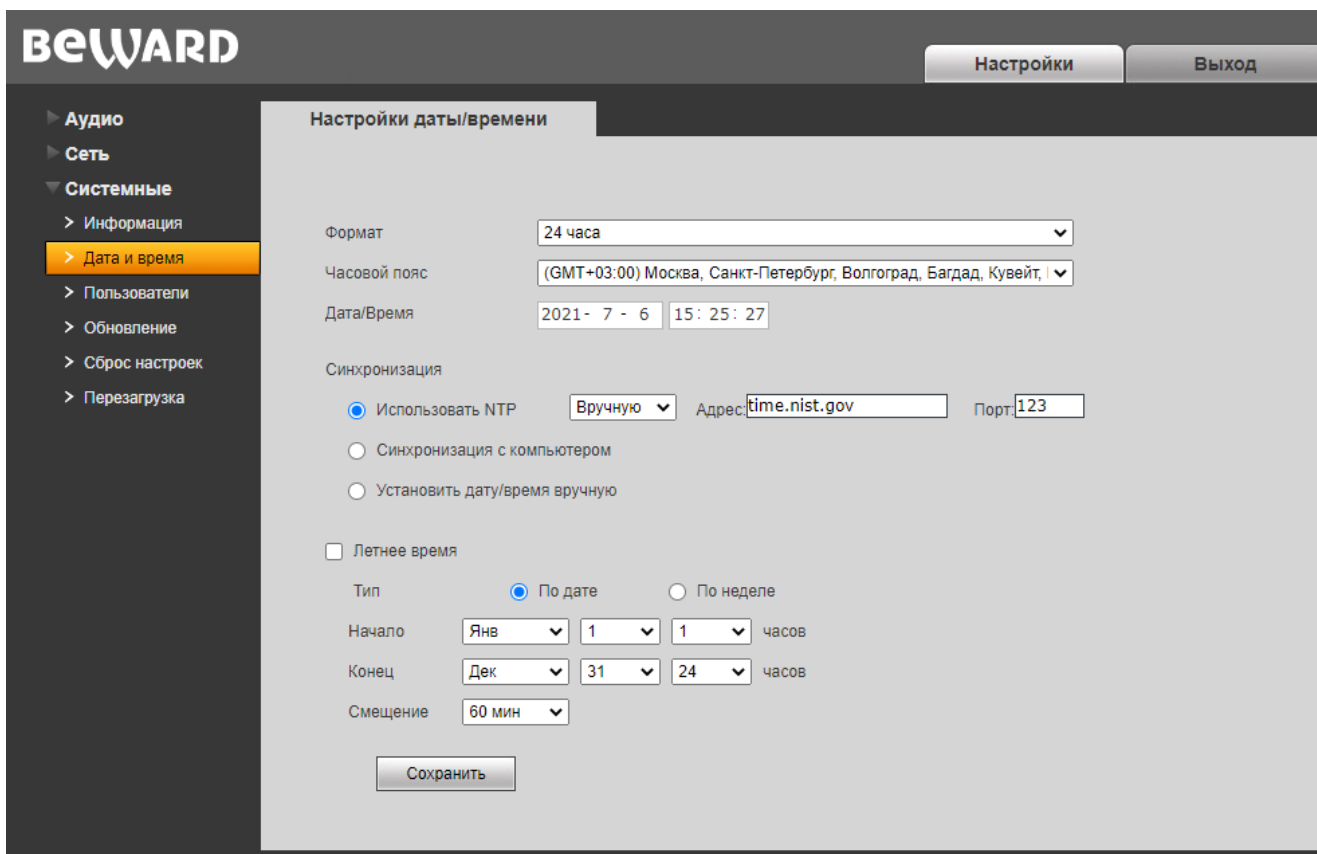 BEWARD
Настройки Выход
Аудио
Сеть
Системные
Информация
Дата и время
Пользователи
Обновление
Сброс настроек
Перезагрузка
Настройки даты/времени
Формат 24 часа
Часовой пояс (GMT+03:00) Москва, Санкт-Петербург, Волгоград, Багдад, Кувейт,
Дата/Время 2021- 7 - 6 15: 25: 27
Синхронизация
Использовать NTP Вручную Адрес: time.nist.gov Порт: 123
Синхронизация с компьютером
Установить дату/время вручную
Летнее время
Тип По дате По неделе
Начало Янв 1 1 часов
Конец Дек 31 24 часов
Смещение 60 мин
Сохранить